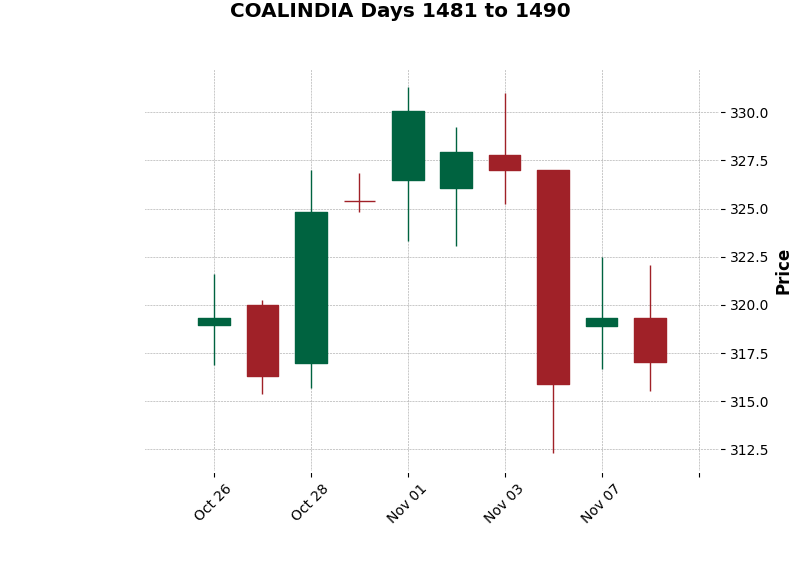 COALINDIA Days 1481 to 1490
330.0
327.5
325.0
322.5
320.0
317.5
315.0
312.5
Price
Oct 26
Oct 28
Nov 01
Nov 03
Nov 07